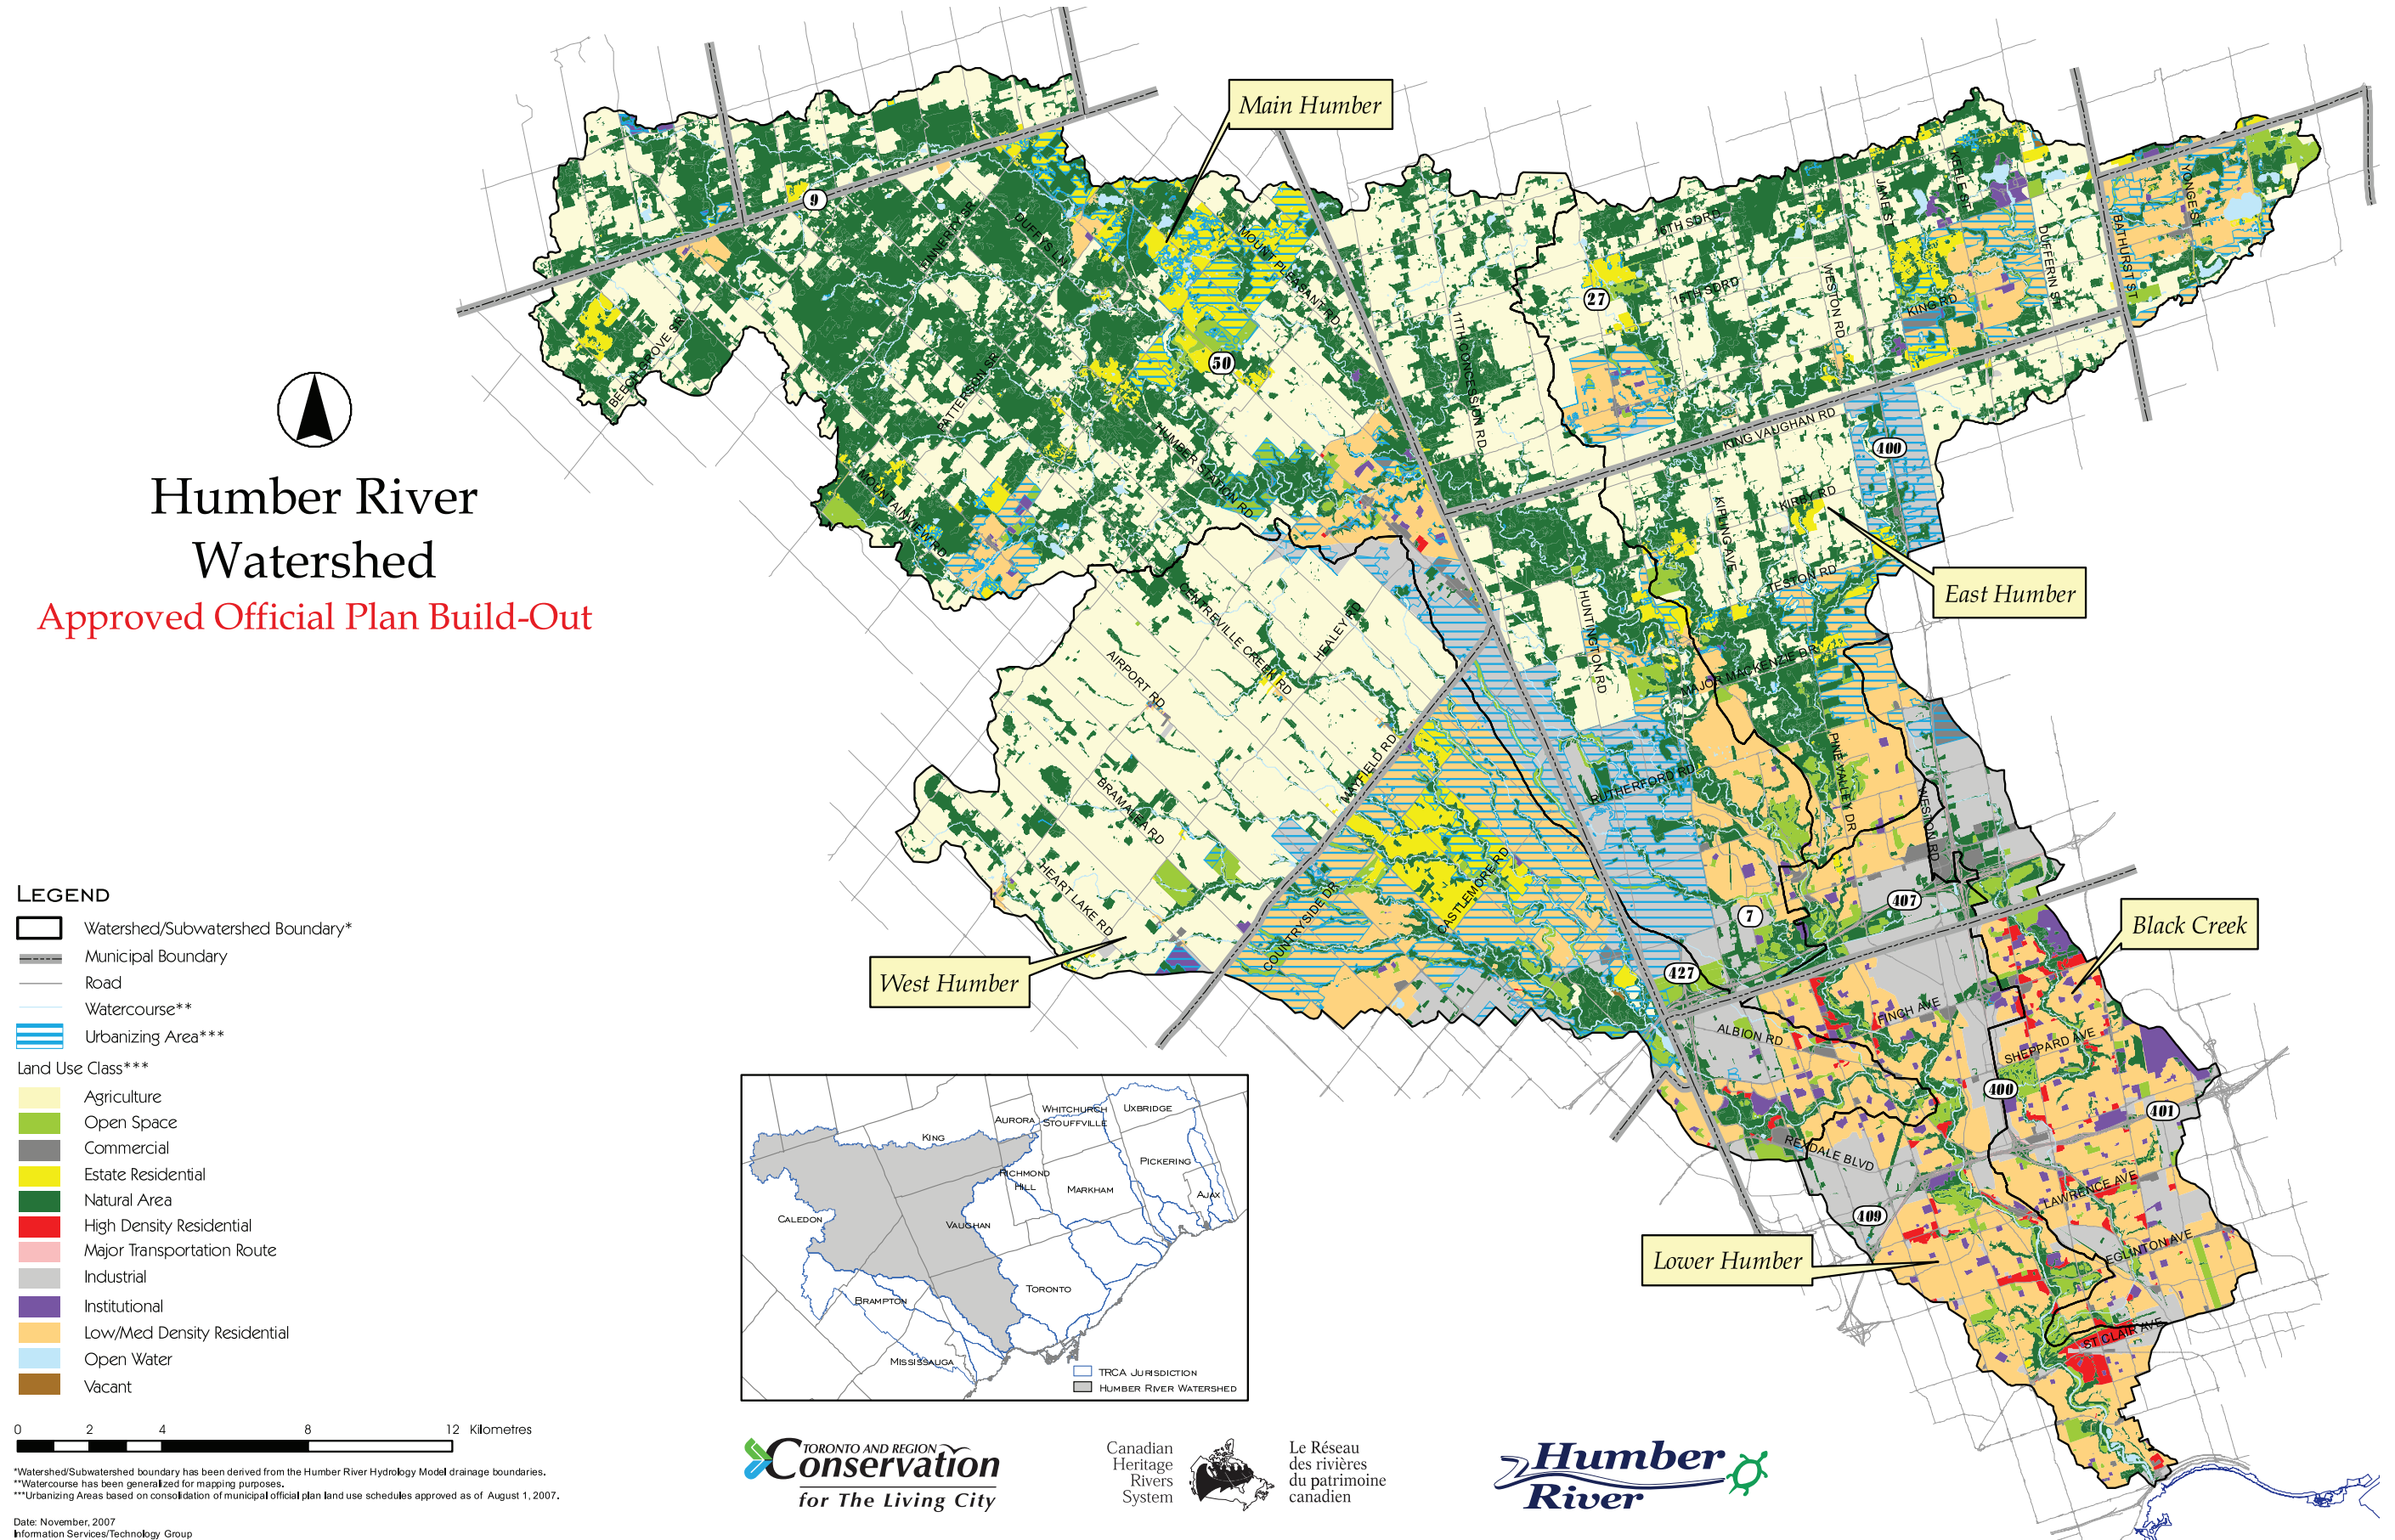 Humber River
Watershed
Approved Official Plan Build-Out
Main Humber
East Humber
West Humber
Black Creek
Lower Humber
9
50
27
400
7
407
427
400
401
409
FINNERTY SR
DUFFYS LN
MOUNT PLEASANT RD
BEECH GROVE SR
PATTERSON SR
MOUNTAINVIEW RD
HUMBER STATION RD
11TH CONCESSION RD
16TH SDRD
15TH SDRD
WESTON RD
JANE ST
KEELE ST
DUFFERIN ST
BATHURST ST
YONGE ST
KING RD
KING VAUGHAN RD
KIRBY RD
KIPLING AVE
TESTON RD
HUNTINGTON RD
MAJOR MACKENZIE DR
CENTREVILLE CREEK RD
HEALEY RD
AIRPORT RD
BRAMALEA RD
HEART LAKE RD
MAYFIELD RD
COUNTRYSIDE DR
CASTLEMORE RD
RUTHERFORD RD
PINE VALLEY DR
WESTON RD
ALBION RD
FINCH AVE
SHEPPARD AVE
REXDALE BLVD
LAWRENCE AVE
EGLINTON AVE
ST CLAIR AVE
LEGEND
Watershed/Subwatershed Boundary*
Municipal Boundary
Road
Watercourse**
Urbanizing Area***
Land Use Class***
Agriculture
Open Space
Commercial
Estate Residential
Natural Area
High Density Residential
Major Transportation Route
Industrial
Institutional
Low/Med Density Residential
Open Water
Vacant
0 2 4 8 12 Kilometres
*Watershed/Subwatershed boundary has been derived from the Humber River Hydrology Model drainage boundaries.
**Watercourse has been generalized for mapping purposes.
***Urbanizing Areas based on consolidation of municipal official plan land use schedules approved as of August 1, 2007.
Date: November, 2007
Information Services/Technology Group
KING
AURORA
WHITCHURCH
STOUFFVILLE
UXBRIDGE
RICHMOND
HILL
PICKERING
MARKHAM
AJAX
CALEDON
VAUGHAN
BRAMPTON
TORONTO
MISSISSAUGA
TRCA JURISDICTION
HUMBER RIVER WATERSHED
TORONTO AND REGION
Conservation
for The Living City
Canadian
Heritage
Rivers
System
Le Réseau
des rivières
du patrimoine
canadien
Humber
River